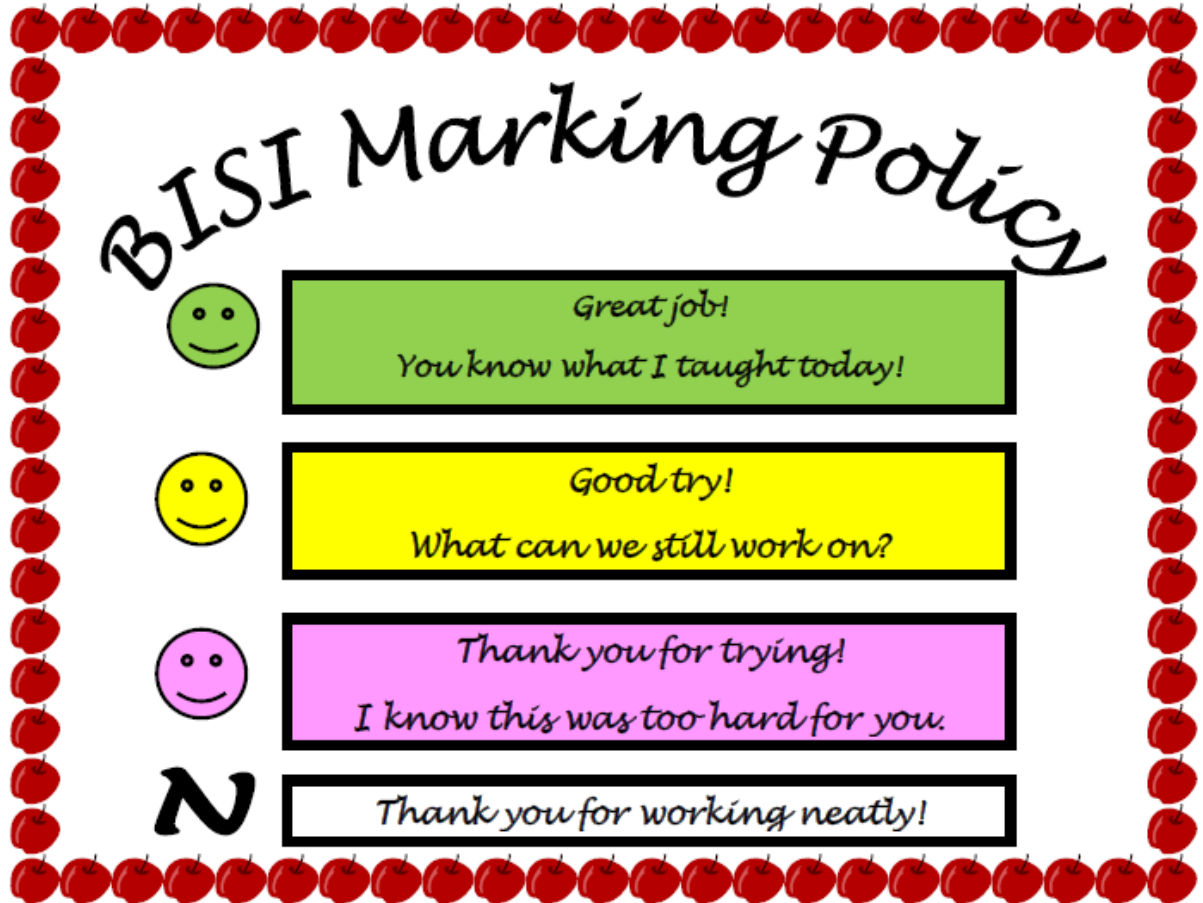 BISI Marking Policy
Great job!
You know what I taught today!
Good try!
What can we still work on?
Thank you for trying!
I know this was too hard for you.
N
Thank you for working neatly!